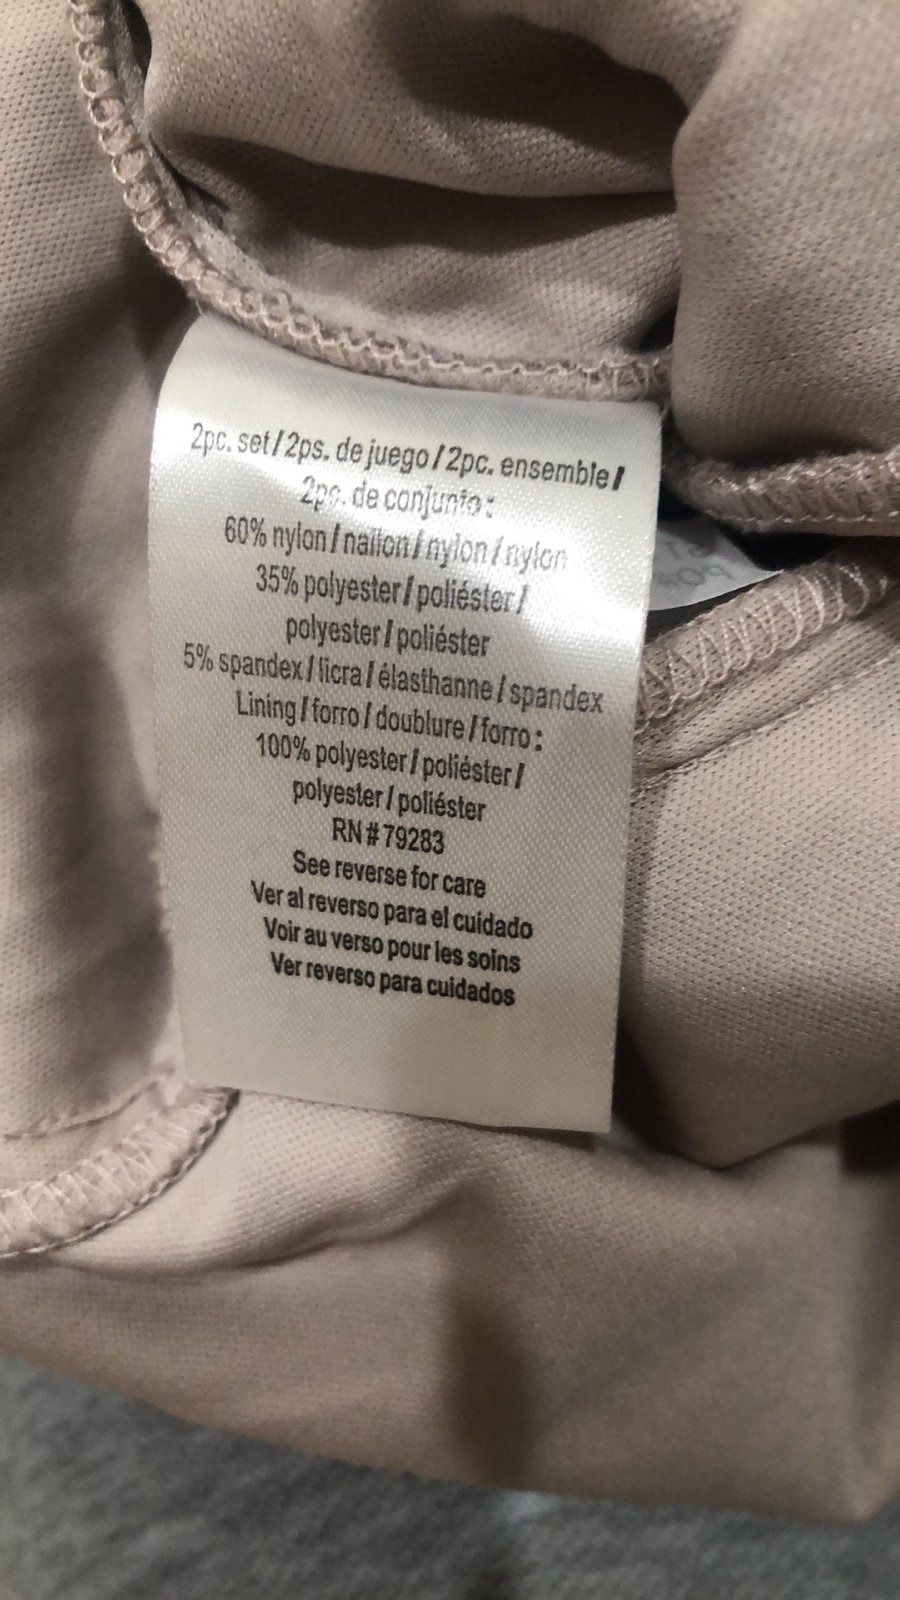 2pc. set / 2ps. de juego / 2pc. ensemble /
2pc. de conjunto :
60% nylon / nailon / nylon / nylon
35% polyester / poliéster /
polyester / poliéster
5% spandex / licra / élasthanne / spandex
Lining / forro / doublure / forro :
100% polyester / poliéster /
polyester / poliéster
RN # 79283
See reverse for care
Ver al reverso para el cuidado
Voir au verso pour les soins
Ver reverso para cuidados